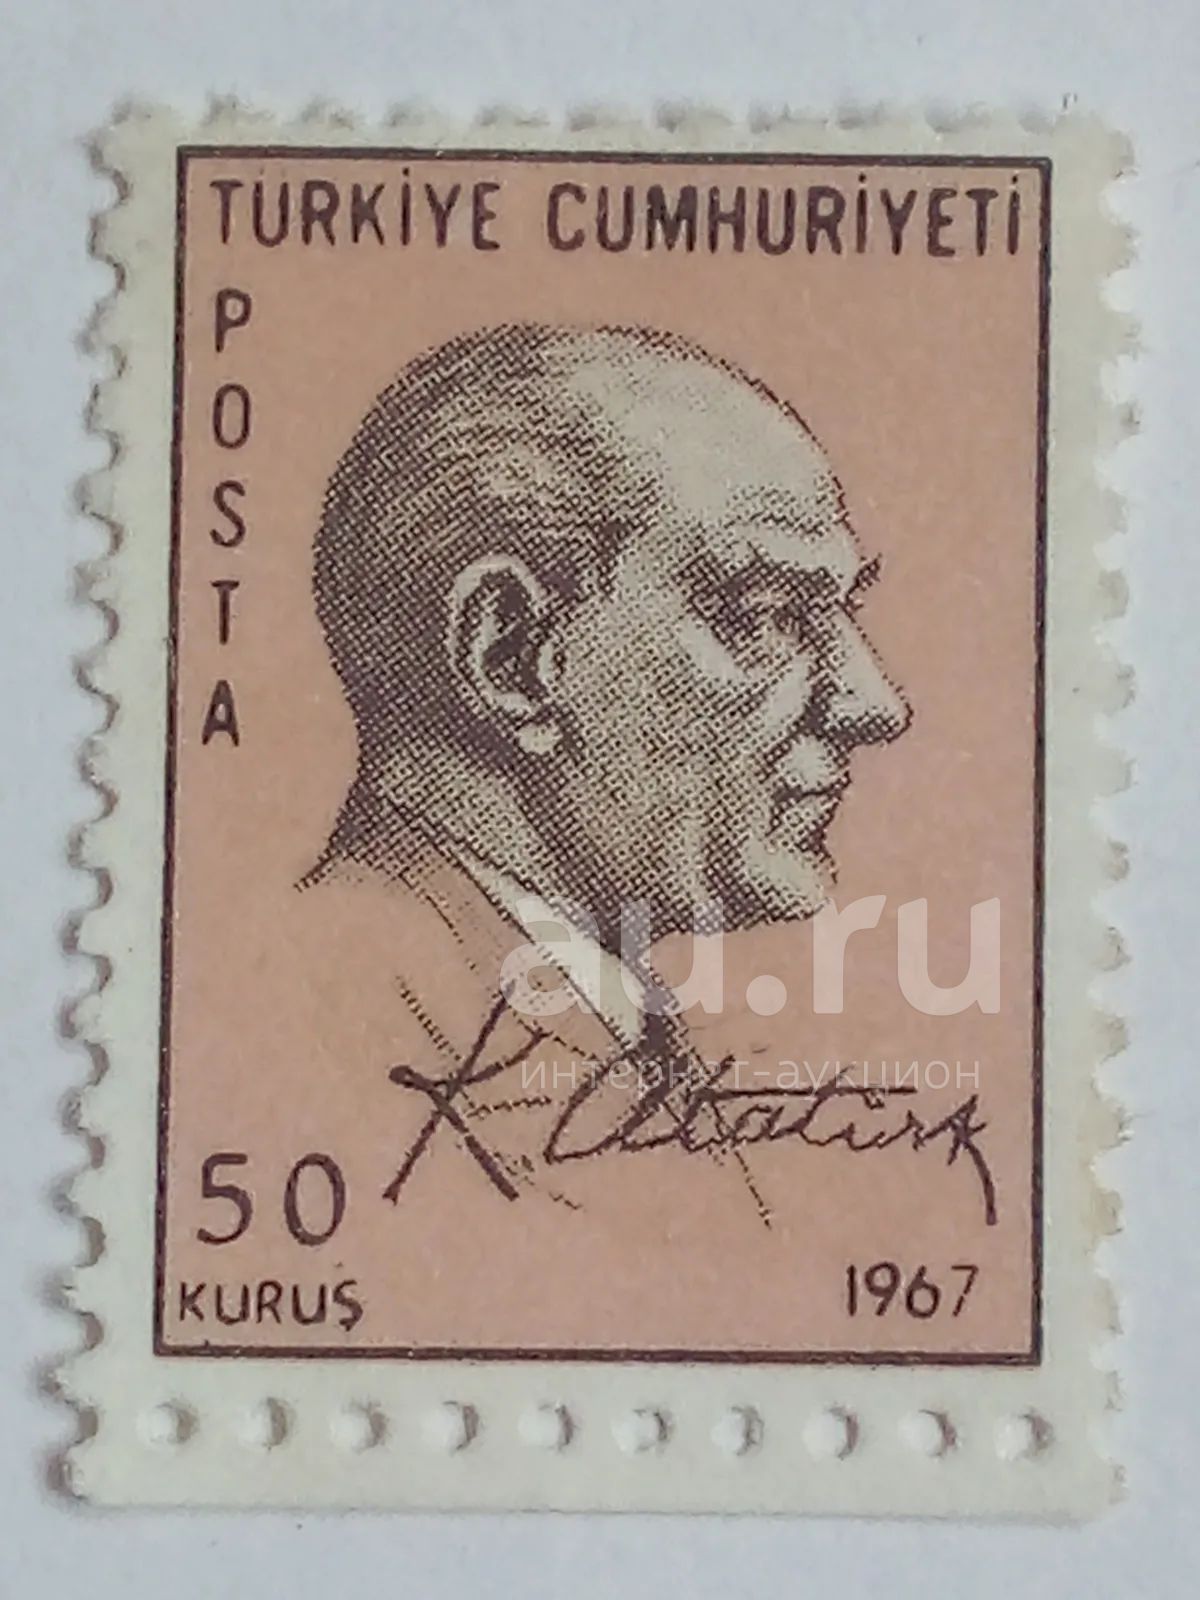 TÜRKİYE CUMHURİYETİ
POSTA
au.ru
интернет-аукцион
K. Atatürk
50
KURUŞ
1967